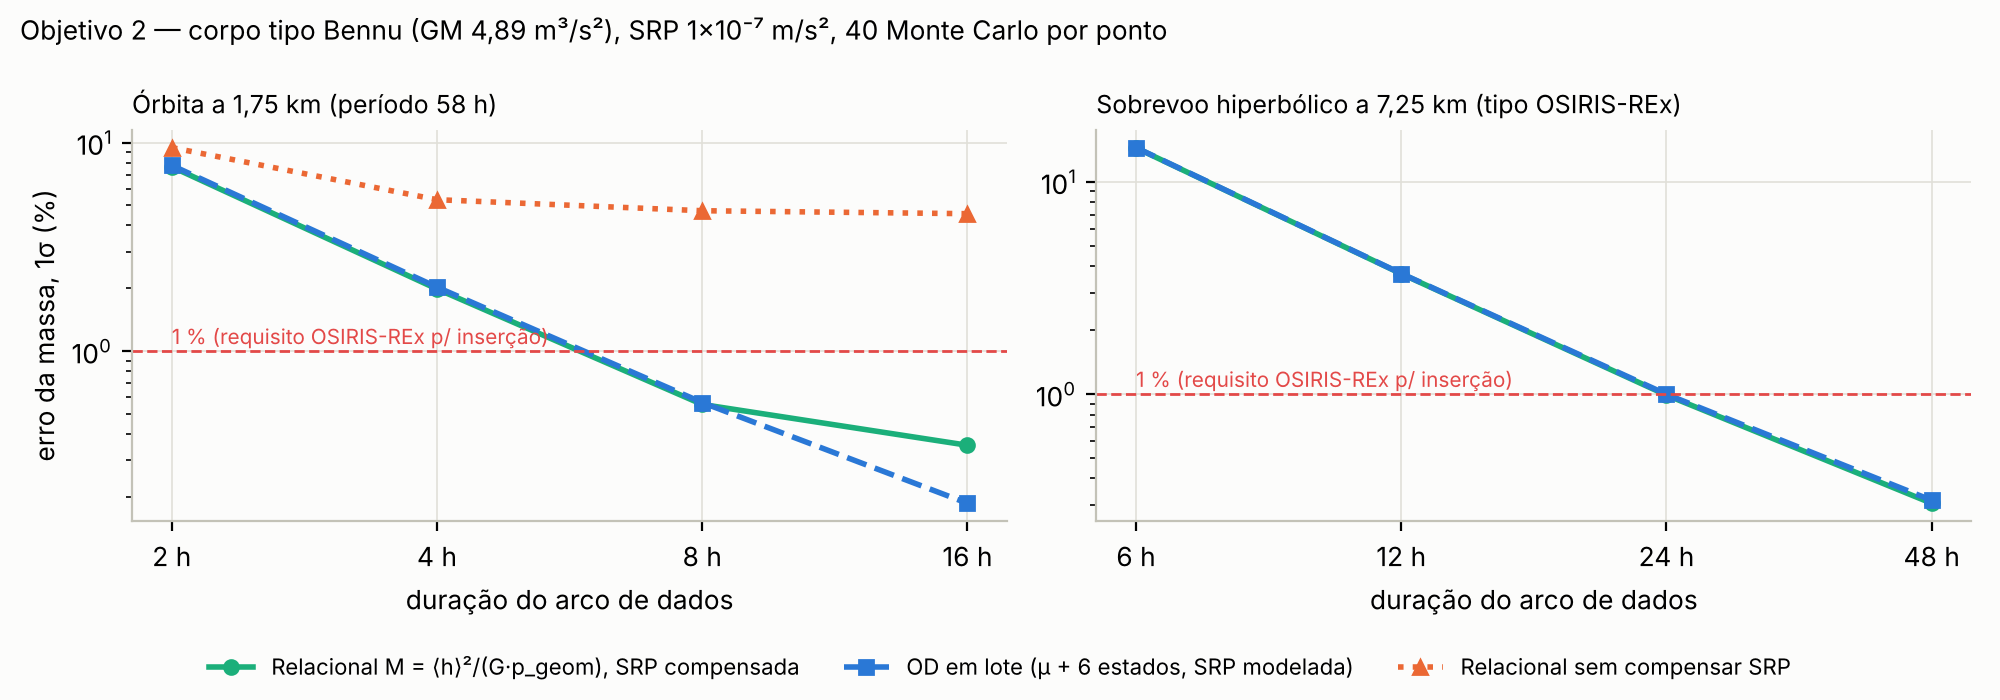 Objetivo 2 — corpo tipo Bennu (GM 4,89 m³/s²), SRP 1×10⁻⁷ m/s², 40 Monte Carlo por ponto
Órbita a 1,75 km (período 58 h)
10¹
10⁰
erro da massa, 1σ (%)
1 % (requisito OSIRIS-REx p/ inserção)
2 h
4 h
8 h
16 h
duração do arco de dados
Sobrevoo hiperbólico a 7,25 km (tipo OSIRIS-REx)
10¹
10⁰
1 % (requisito OSIRIS-REx p/ inserção)
6 h
12 h
24 h
48 h
duração do arco de dados
Relacional M = ⟨h⟩²/(G·p_geom), SRP compensada
OD em lote (μ + 6 estados, SRP modelada)
Relacional sem compensar SRP